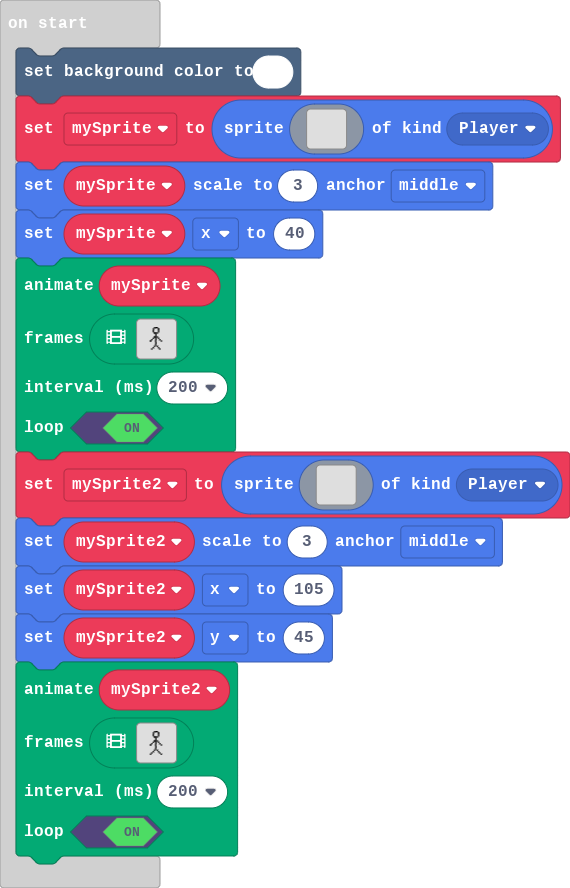 on start
set background color to
set mySprite to sprite of kind Player
set mySprite scale to 3 anchor middle
set mySprite x to 40
animate mySprite
frames
interval (ms) 200
loop ON
set mySprite2 to sprite of kind Player
set mySprite2 scale to 3 anchor middle
set mySprite2 x to 105
set mySprite2 y to 45
animate mySprite2
frames
interval (ms) 200
loop ON